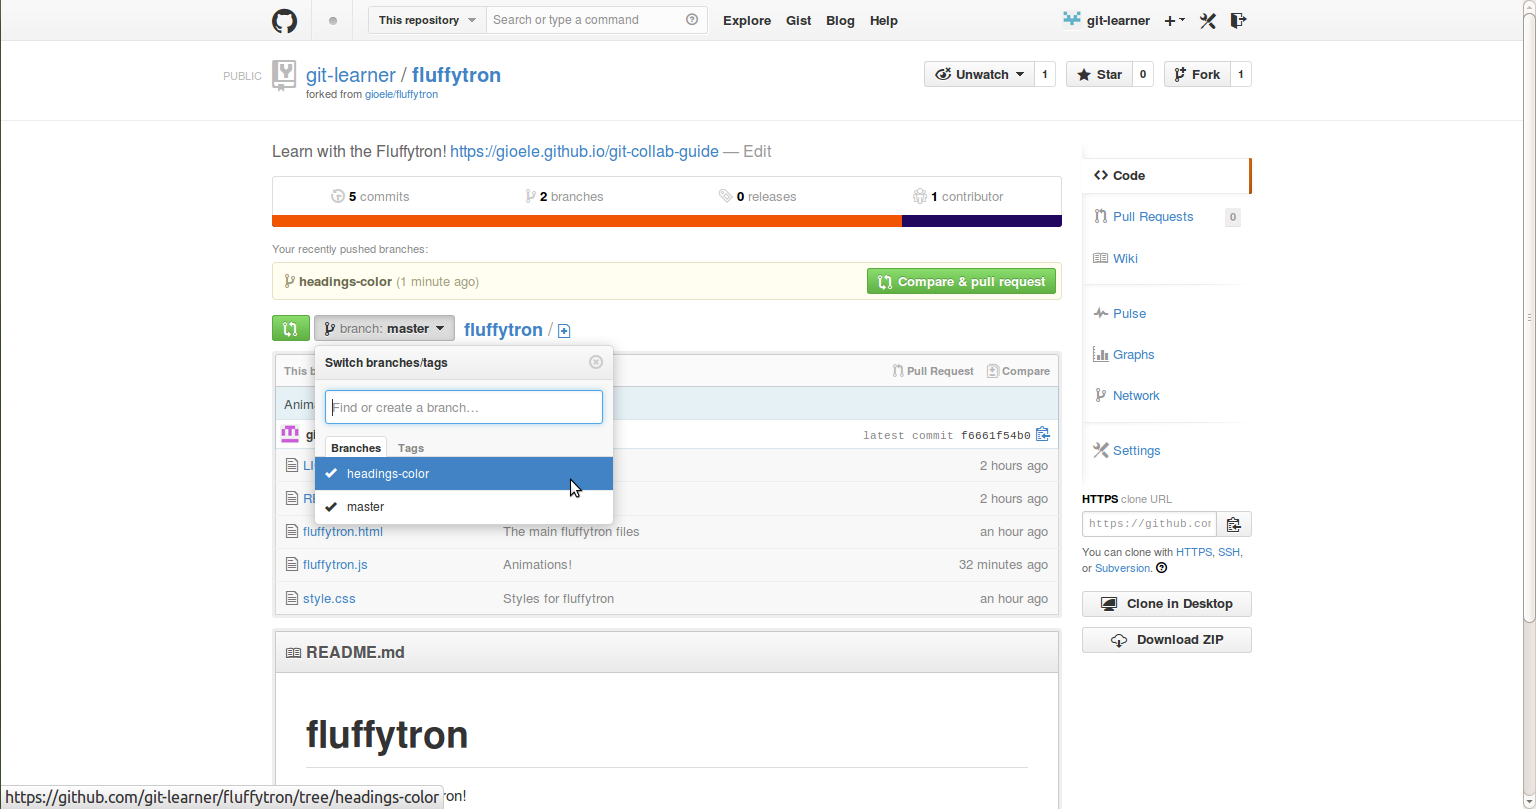 This repository Search or type a command Explore Gist Blog Help git-learner
PUBLIC git-learner / fluffytron
forked from gioele/fluffytron
Unwatch 1 Star 0 Fork 1
Learn with the Fluffytron! https://gioele.github.io/git-collab-guide — Edit
5 commits 2 branches 0 releases 1 contributor
Your recently pushed branches:
headings-color (1 minute ago) Compare & pull request
branch: master fluffytron /
Switch branches/tags
This b Pull Request Compare
Find or create a branch…
Anim
gi latest commit f6661f54b0
Branches Tags
headings-color
LI 2 hours ago
master
RE 2 hours ago
fluffytron.html The main fluffytron files an hour ago
fluffytron.js Animations! 32 minutes ago
style.css Styles for fluffytron an hour ago
README.md
fluffytron
ron!
https://github.com/git-learner/fluffytron/tree/headings-color
Code
Pull Requests 0
Wiki
Pulse
Graphs
Network
Settings
HTTPS clone URL
https://github.con
You can clone with HTTPS, SSH,
or Subversion.
Clone in Desktop
Download ZIP